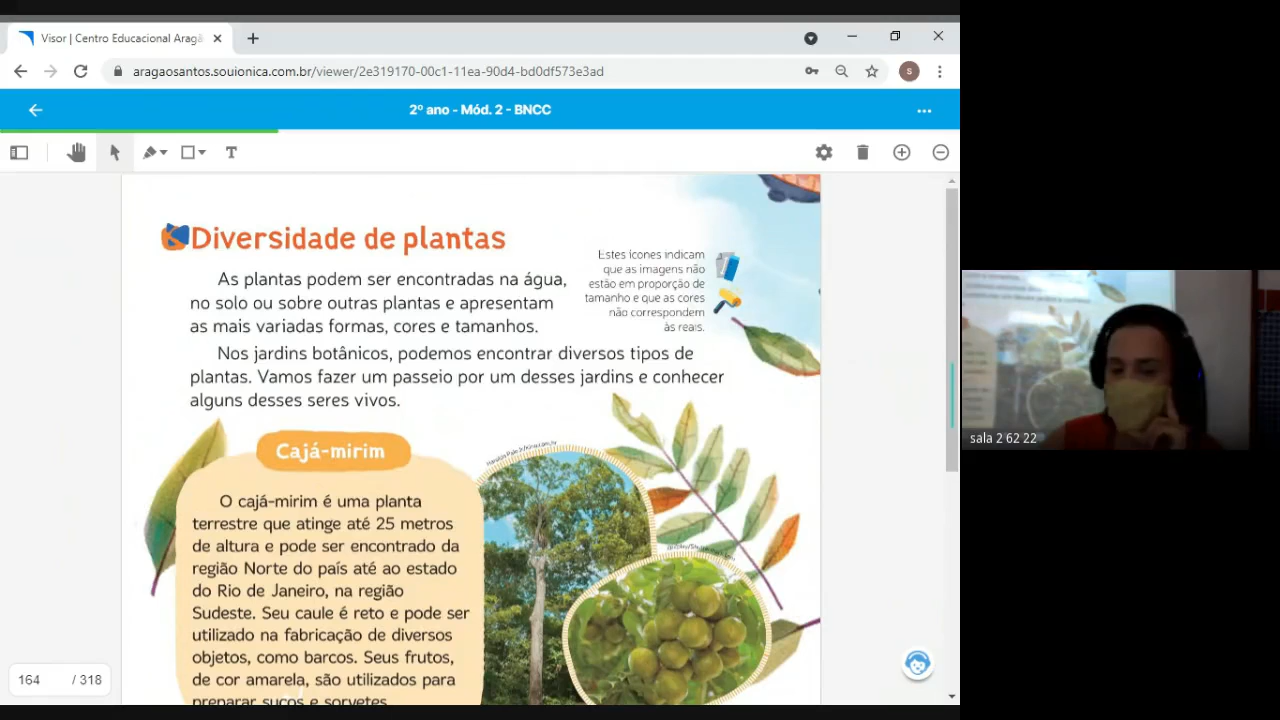 Visor | Centro Educacional Aragã
aragaosantos.souionica.com.br/viewer/2e319170-00c1-11ea-90d4-bd0df573e3ad
S
2º ano - Mód. 2 - BNCC
T
Diversidade de plantas
As plantas podem ser encontradas na água,
no solo ou sobre outras plantas e apresentam
as mais variadas formas, cores e tamanhos.
Estes ícones indicam
que as imagens não
estão em proporção de
tamanho e que as cores
não correspondem
às reais.
Nos jardins botânicos, podemos encontrar diversos tipos de
plantas. Vamos fazer um passeio por um desses jardins e conhecer
alguns desses seres vivos.
Cajá-mirim
O cajá-mirim é uma planta
terrestre que atinge até 25 metros
de altura e pode ser encontrado da
região Norte do país até ao estado
do Rio de Janeiro, na região
Sudeste. Seu caule é reto e pode ser
utilizado na fabricação de diversos
objetos, como barcos. Seus frutos,
de cor amarela, são utilizados para
preparar sucos e sorvetes.
164 / 318
sala 2 62 22